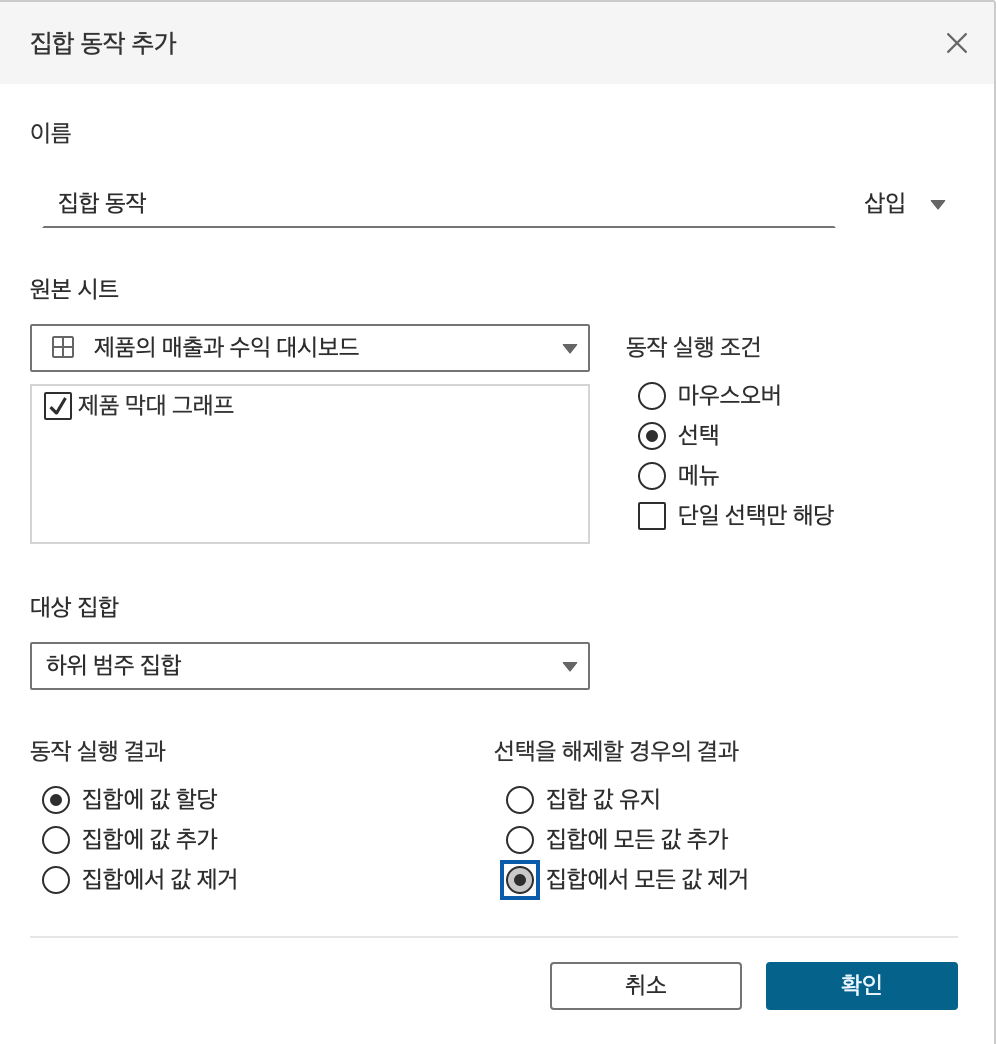 집합 동작 추가
이름
집합 동작
삽입
원본 시트
제품의 매출과 수익 대시보드
제품 막대 그래프
동작 실행 조건
마우스오버
선택
메뉴
단일 선택만 해당
대상 집합
하위 범주 집합
동작 실행 결과
집합에 값 할당
집합에 값 추가
집합에서 값 제거
선택을 해제할 경우의 결과
집합 값 유지
집합에 모든 값 추가
집합에서 모든 값 제거
취소
확인